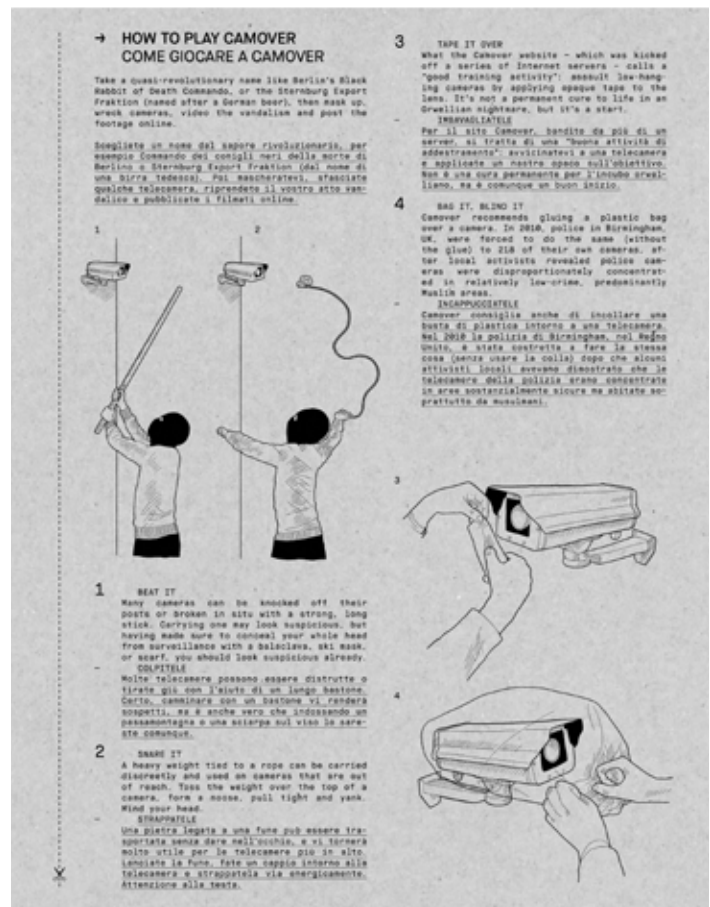 → HOW TO PLAY CAMOVER
COME GIOCARE A CAMOVER
Take a quasi-revolutionary name like Berlin's Black
Rabbit of Death Commando, or the Sternburg Export
Fraktion (named after a German beer), then mask up,
wreck cameras, video the vandalism and post the
footage online.
Scegliete un nome dal sapore rivoluzionario, per
esempio Commando dei conigli neri della morte di
Berlino o Sternburg Export Fraktion (dal nome di
una birra tedesca). Poi mascheratevi, sfasciate
qualche telecamera, riprendete il vostro atto van-
dalico e pubblicate i filmati online.
1
2
1
BEAT IT
Many cameras can be knocked off their
posts or broken in situ with a strong, long
stick. Carrying one may look suspicious, but
having made sure to conceal your whole head
from surveillance with a balaclava, ski mask,
or scarf, you should look suspicious already.
– COLPITELE
Molte telecamere possono essere distrutte o
tirate giù con l'aiuto di un lungo bastone.
Certo, camminare con un bastone vi renderà
sospetti, ma è anche vero che indossando un
passamontagna o una sciarpa sul viso lo sare-
ste comunque.
2
SNARE IT
A heavy weight tied to a rope can be carried
discreetly and used on cameras that are out
of reach. Toss the weight over the top of a
camera, form a noose, pull tight and yank.
Mind your head.
– STRAPPATELE
Una pietra legata a una fune può essere tra-
sportata senza dare nell'occhio, e vi tornerà
molto utile per le telecamere più in alto.
Lanciate la fune, fate un cappio intorno alla
telecamera e strappatela via energicamente.
Attenzione alla testa.
3
TAPE IT OVER
What the Camover website – which was kicked
off a series of Internet servers – calls a
"good training activity": assault low-hang-
ing cameras by applying opaque tape to the
lens. It's not a permanent cure to life in an
Orwellian nightmare, but it's a start.
– IMBAVAGLIATELE
Per il sito Camover, bandito da più di un
server, si tratta di una "buona attività di
addestramento": avvicinatevi a una telecamera
e applicate un nastro opaco sull'obiettivo.
Non è una cura permanente per l'incubo orwel-
liano, ma è comunque un buon inizio.
4
BAG IT, BLIND IT
Camover recommends gluing a plastic bag
over a camera. In 2010, police in Birmingham,
UK, were forced to do the same (without
the glue) to 218 of their own cameras, af-
ter local activists revealed police cam-
eras were disproportionately concentrat-
ed in relatively low-crime, predominantly
Muslim areas.
– INCAPPUCCIATELE
Camover consiglia anche di incollare una
busta di plastica intorno a una telecamera.
Nel 2010 la polizia di Birmingham, nel Regno
Unito, è stata costretta a fare la stessa
cosa (senza usare la colla) dopo che alcuni
attivisti locali avevano dimostrato che le
telecamere della polizia erano concentrate
in aree sostanzialmente sicure ma abitate so-
prattutto da musulmani.
3
4